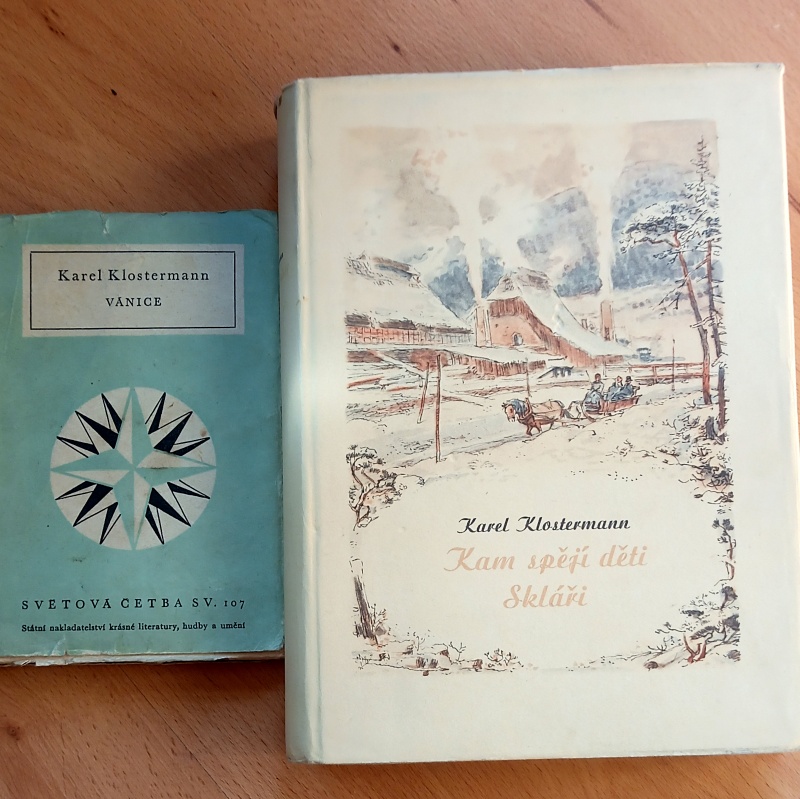 Karel Klostermann
VÁNICE
SVĚTOVÁ ČETBA SV. 107
Státní nakladatelství krásné literatury, hudby a umění
Karel Klostermann
Kam spějí děti
Skláři